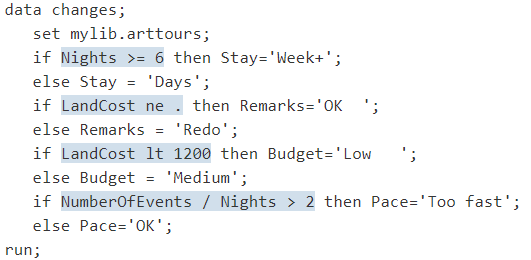 data changes;
   set mylib.arttours;
   if Nights >= 6 then Stay='Week+';
   else Stay = 'Days';
   if LandCost ne . then Remarks='OK  ';
   else Remarks = 'Redo';
   if LandCost lt 1200 then Budget='Low   ';
   else Budget = 'Medium';
   if NumberOfEvents / Nights > 2 then Pace='Too fast';
   else Pace='OK';
run;